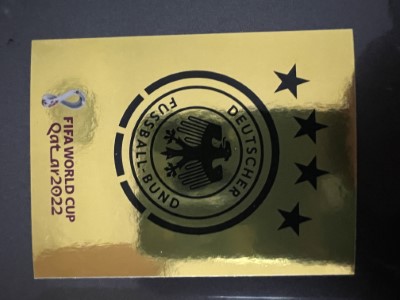 DEUTSCHER
FUSSBALL-BUND
FIFA WORLD CUP
Qatar2022